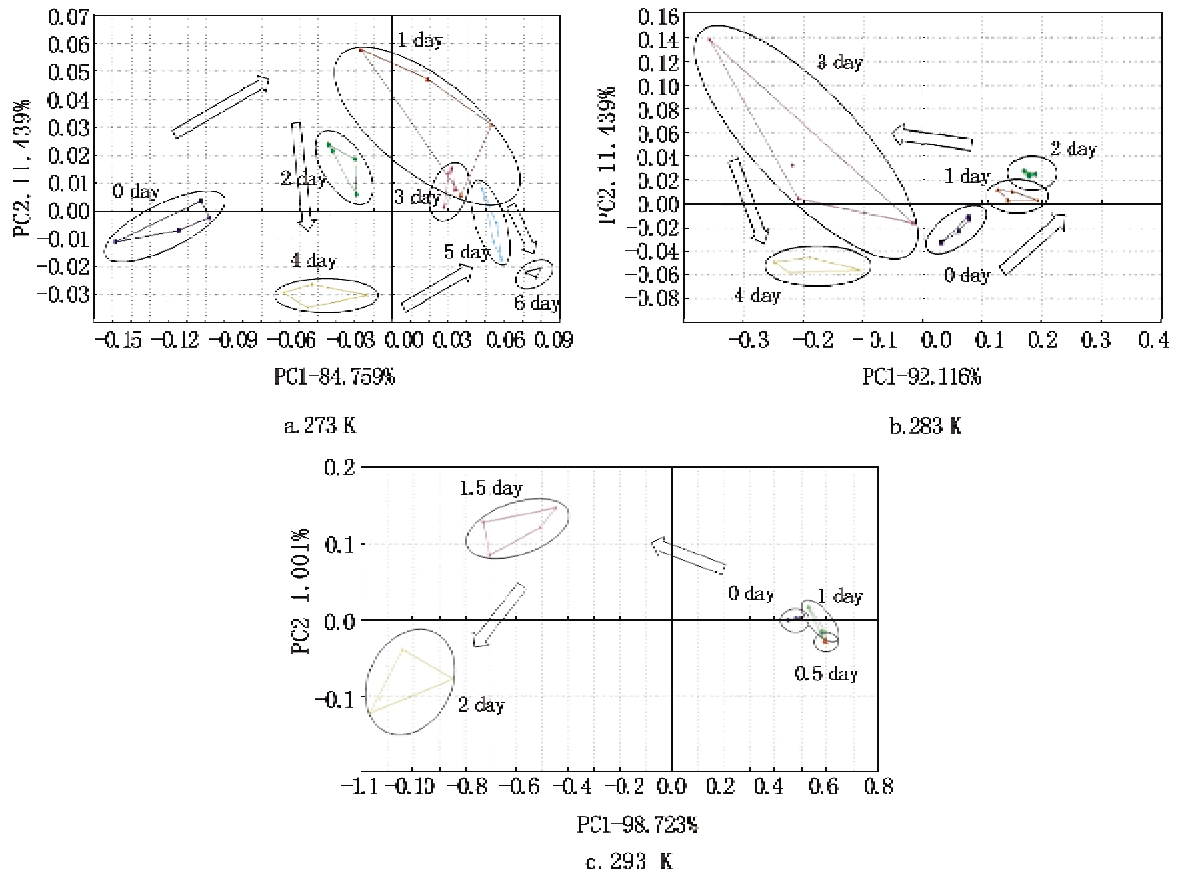 0.07
0.06
0.05
0.04
0.03
0.02
0.01
0.00
−0.01
−0.02
−0.03
PC2. 11. 439%
1 day
2 day
0 day
3 day
4 day
5 day
6 day
−0.15 −0.12 −0.09 −0.06 −0.03 0.00 0.03 0.06 0.09
PC1-84.759%
a.273 K
0.16
0.14
0.12
0.10
0.08
0.06
0.04
0.02
0.00
−0.02
−0.04
−0.06
−0.08
PC2. 11. 439%
3 day
2 day
1 day
0 day
4 day
−0.3 −0.2 −0.1 0.0 0.1 0.2 0.3 0.4
PC1-92.116%
b.283 K
0.2
0.1
0.0
−0.1
PC2 1.001%
1.5 day
0 day
1 day
0.5 day
2 day
−1.1 −0.10 −0.8 −0.6 −0.4 −0.2 0.0 0.2 0.4 0.6 0.8
PC1-98.723%
c. 293 K